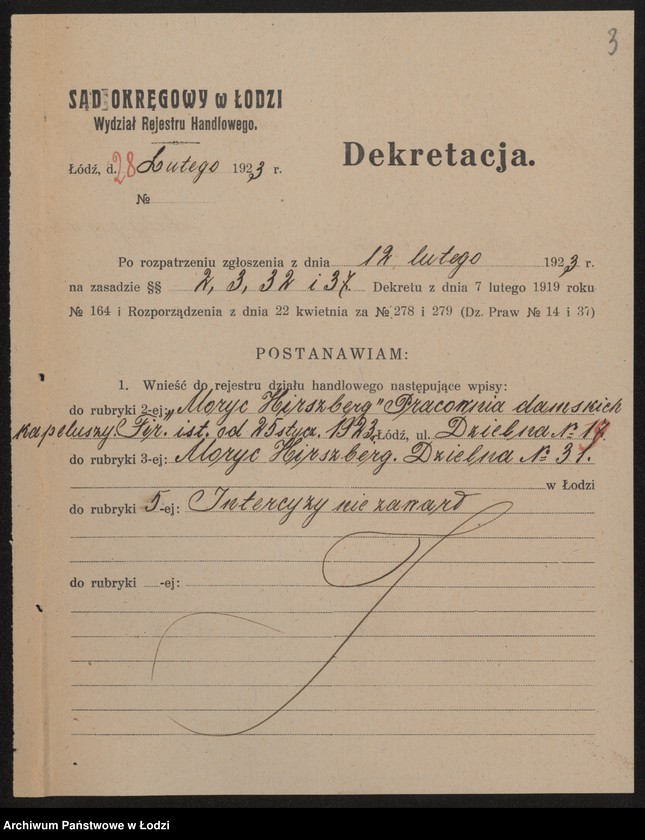 3
SĄD OKRĘGOWY w ŁODZI
Wydział Rejestru Handlowego.
Dekretacja.
Łódź, d. 28 Lutego 1923 r.
№
Po rozpatrzeniu zgłoszenia z dnia 12 lutego 1923 r.
na zasadzie §§ 2, 3, 32 i 37 Dekretu z dnia 7 lutego 1919 roku
№ 164 i Rozporządzenia z dnia 22 kwietnia za № 278 i 279 (Dz. Praw № 14 i 37)
POSTANAWIAM:
1. Wnieść do rejestru działu handlowego następujące wpisy:
do rubryki 2-ej: „Moryc Hirszberg" Pracownia damskich
kapeluszy. Fir. ist. od 25 stycz. 1923. Łódź, ul. Dzielna №
do rubryki 3-ej: Moryc Hirszberg. Dzielna № 31.
w Łodzi
do rubryki 5-ej: Intercyzy nie zawarł
do rubryki -ej:
Archiwum Państwowe w Łodzi